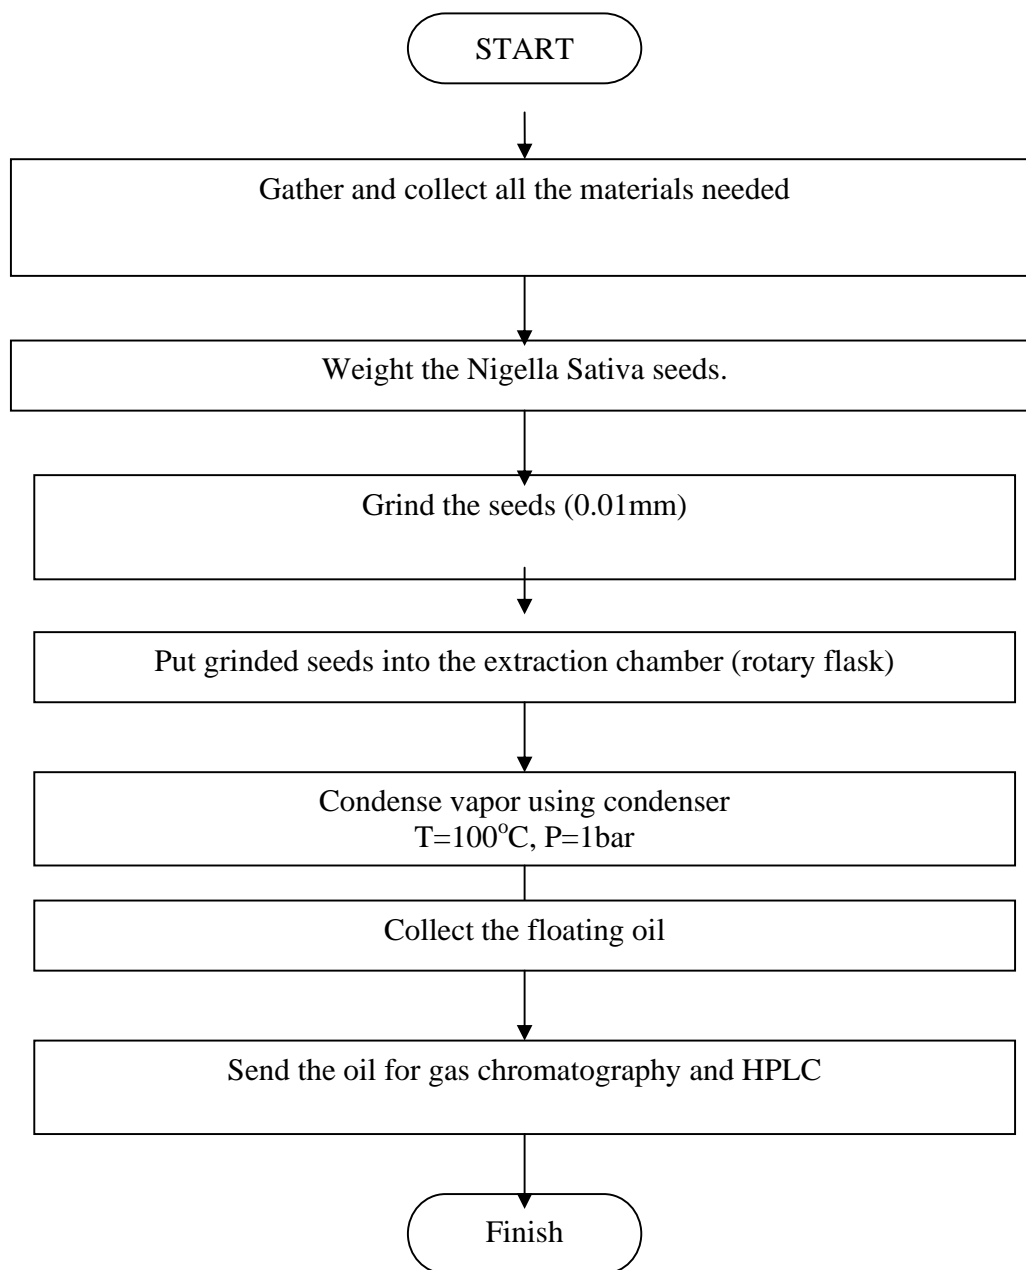 START
Gather and collect all the materials needed
Weight the Nigella Sativa seeds.
Grind the seeds (0.01mm)
Put grinded seeds into the extraction chamber (rotary flask)
Condense vapor using condenser
T=100°C, P=1bar
Collect the floating oil
Send the oil for gas chromatography and HPLC
Finish